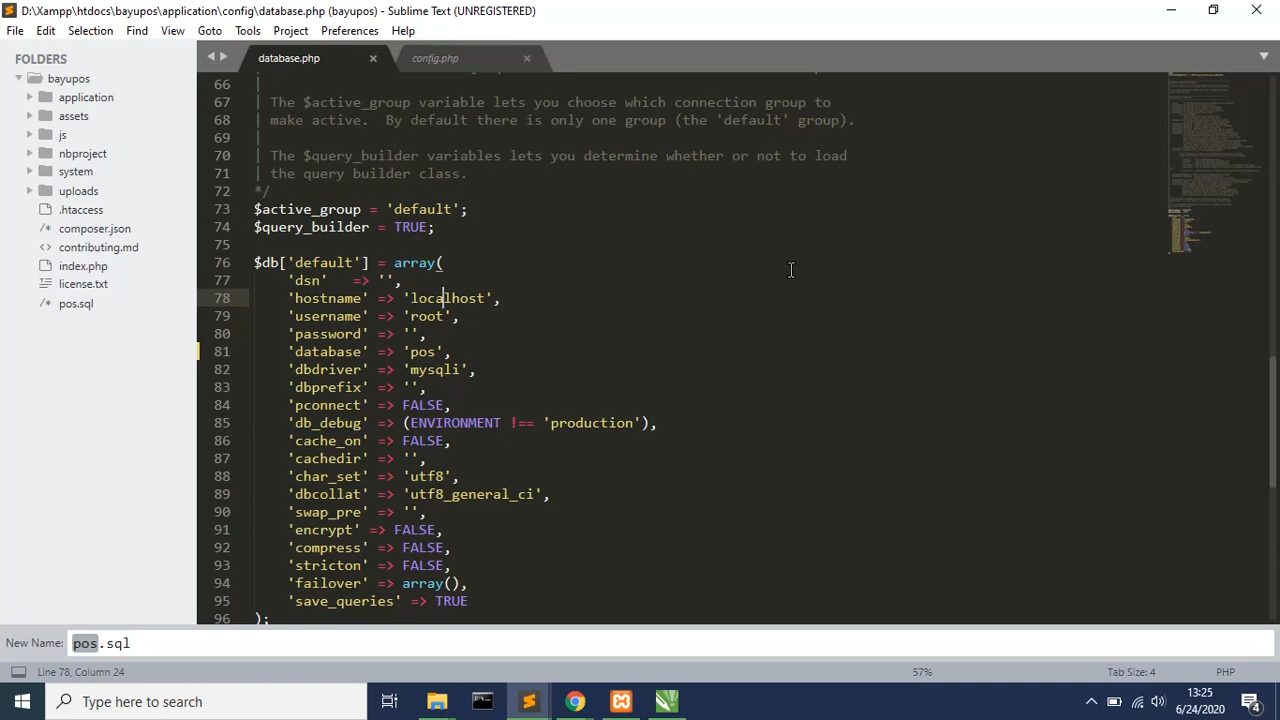 D:\Xampp\htdocs\bayupos\application\config\database.php (bayupos) - Sublime Text (UNREGISTERED)
File Edit Selection Find View Goto Tools Project Preferences Help
FOLDERS
bayupos
application
assets
js
nbproject
system
uploads
.htaccess
composer.json
contributing.md
index.php
license.txt
pos.sql
database.php
config.php
66 |
67 | The $active_group variable lets you choose which connection group to
68 | make active.  By default there is only one group (the 'default' group).
69 |
70 | The $query_builder variables lets you determine whether or not to load
71 | the query builder class.
72 */
73 $active_group = 'default';
74 $query_builder = TRUE;
75
76 $db['default'] = array(
77 'dsn'   => '',
78 'hostname' => 'localhost',
79 'username' => 'root',
80 'password' => '',
81 'database' => 'pos',
82 'dbdriver' => 'mysqli',
83 'dbprefix' => '',
84 'pconnect' => FALSE,
85 'db_debug' => (ENVIRONMENT !== 'production'),
86 'cache_on' => FALSE,
87 'cachedir' => '',
88 'char_set' => 'utf8',
89 'dbcollat' => 'utf8_general_ci',
90 'swap_pre' => '',
91 'encrypt' => FALSE,
92 'compress' => FALSE,
93 'stricton' => FALSE,
94 'failover' => array(),
95 'save_queries' => TRUE
96 );
New Name: pos.sql
Line 78, Column 24
57%
Tab Size: 4
PHP
Type here to search
13:25
6/24/2020
4